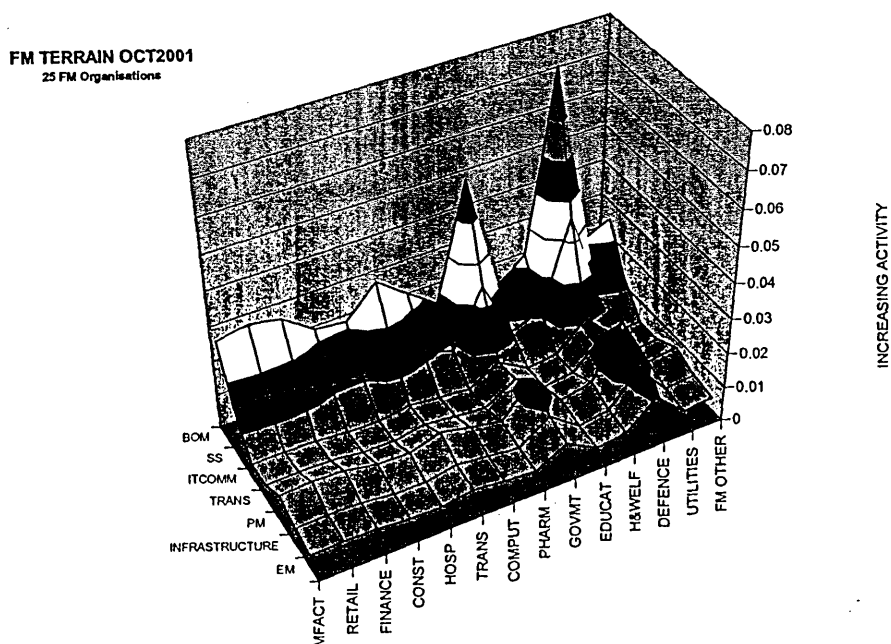 FM TERRAIN OCT2001
25 FM Organisations
0.08
0.07
0.06
0.05
0.04
0.03
0.02
0.01
0
INCREASING ACTIVITY
BOM
SS
ITCOMM
TRANS
PM
INFRASTRUCTURE
EM
MFACT
RETAIL
FINANCE
CONST
HOSP
TRANS
COMPUT
PHARM
GOVMT
EDUCAT
H&WELF
DEFENCE
UTILITIES
FM OTHER